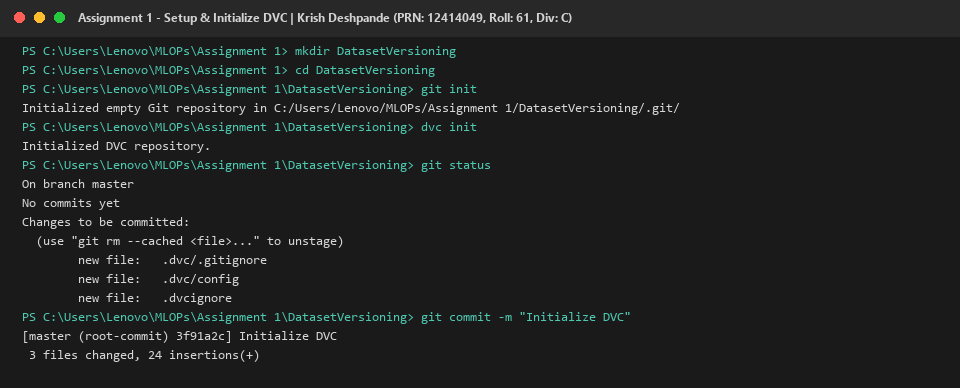 Assignment 1 - Setup & Initialize DVC | Krish Deshpande (PRN: 12414049, Roll: 61, Div: C)
PS C:\Users\Lenovo\MLOPs\Assignment 1> mkdir DatasetVersioning
PS C:\Users\Lenovo\MLOPs\Assignment 1> cd DatasetVersioning
PS C:\Users\Lenovo\MLOPs\Assignment 1\DatasetVersioning> git init
Initialized empty Git repository in C:/Users/Lenovo/MLOPs/Assignment 1/DatasetVersioning/.git/
PS C:\Users\Lenovo\MLOPs\Assignment 1\DatasetVersioning> dvc init
Initialized DVC repository.
PS C:\Users\Lenovo\MLOPs\Assignment 1\DatasetVersioning> git status
On branch master
No commits yet
Changes to be committed:
  (use "git rm --cached <file>..." to unstage)
        new file:   .dvc/.gitignore
        new file:   .dvc/config
        new file:   .dvcignore
PS C:\Users\Lenovo\MLOPs\Assignment 1\DatasetVersioning> git commit -m "Initialize DVC"
[master (root-commit) 3f91a2c] Initialize DVC
 3 files changed, 24 insertions(+)